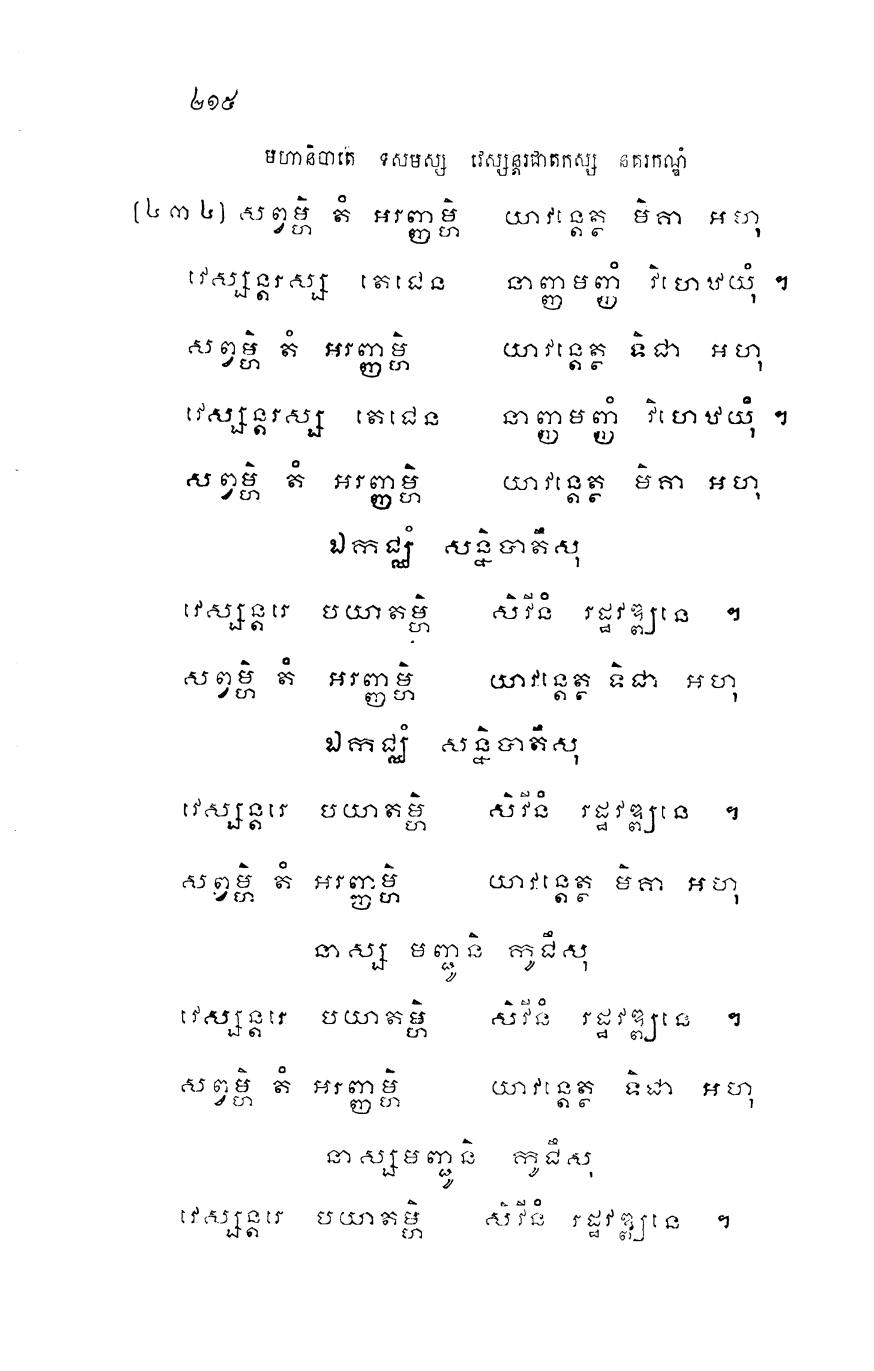 ២១៥
មហានិបាតេ ទសមស្ស វេស្សន្តរជាតកស្ស នគរកណ្ឌំ
(៤៣៤) សព្វម្ហិ តំ អរញ្ញម្ហិ យាវន្តេត្ថ មិគា អហុ
វេស្សន្តរស្ស តេជេន នាញ្ញមញ្ញំ វិហេឋយុំ ។
សព្វម្ហិ តំ អរញ្ញម្ហិ យាវន្តេត្ថ ទិជា អហុ
វេស្សន្តរស្ស តេជេន នាញ្ញមញ្ញំ វិហេឋយុំ ។
សព្វម្ហិ តំ អរញ្ញម្ហិ យាវន្តេត្ថ មិគា អហុ
ឯកជ្ឈំ សន្និបាតឹសុ
វេស្សន្តរេ បយាតម្ហិ សិវីនំ រដ្ឋវឌ្ឍនេ ។
សព្វម្ហិ តំ អរញ្ញម្ហិ យាវន្តេត្ថ ទិជា អហុ
ឯកជ្ឈំ សន្និបាតឹសុ
វេស្សន្តរេ បយាតម្ហិ សិវីនំ រដ្ឋវឌ្ឍនេ ។
សព្វម្ហិ តំ អរញ្ញម្ហិ យាវន្តេត្ថ មិគា អហុ
នាស្ស មញ្ជូនិ កូជឹសុ
វេស្សន្តរេ បយាតម្ហិ សិវីនំ រដ្ឋវឌ្ឍនេ ។
សព្វម្ហិ តំ អរញ្ញម្ហិ យាវន្តេត្ថ ទិជា អហុ
នាស្សមញ្ជូនិ កូជឹសុ
វេស្សន្តរេ បយាតម្ហិ សិវីនំ រដ្ឋវឌ្ឍនេ ។